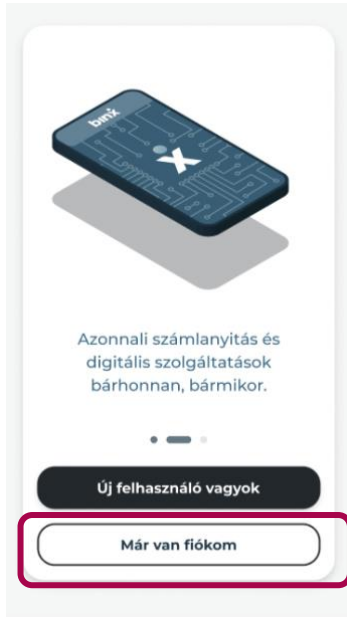 binx
X
Azonnali számlanyitás és
digitális szolgáltatások
bárhonnan, bármikor.
Új felhasználó vagyok
Már van fiókom